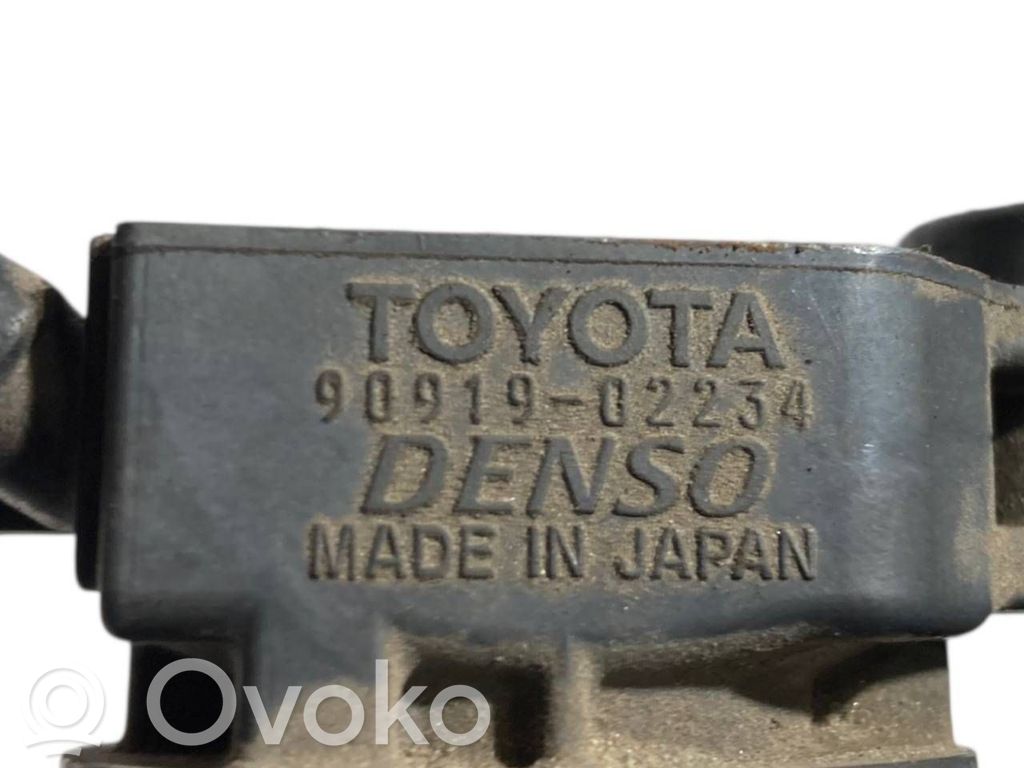 TOYOTA
90919-02234
DENSO
MADE IN JAPAN
Ovoko